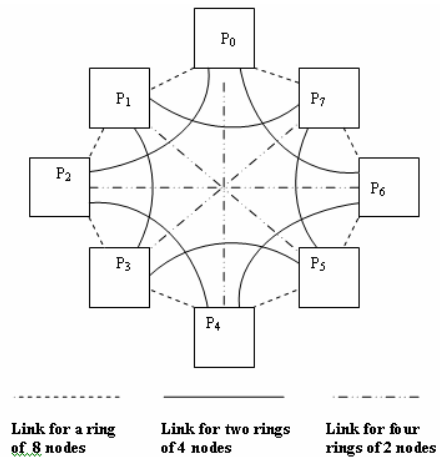 P0
P1
P7
P2
P6
P3
P5
P4
Link for a ring
of 8 nodes
Link for two rings
of 4 nodes
Link for four
rings of 2 nodes